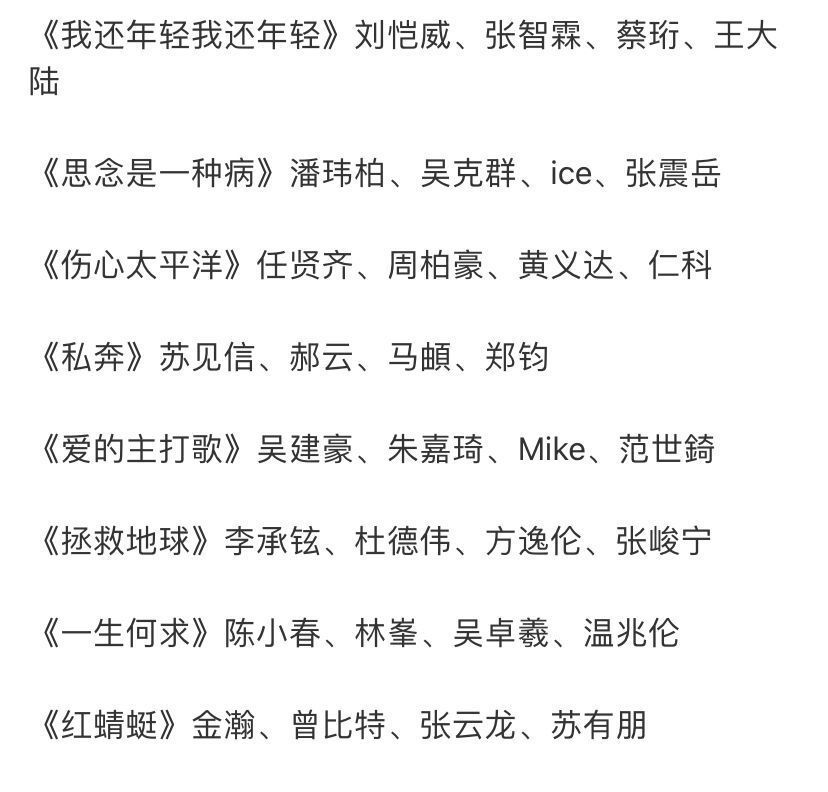 《我还年轻我还年轻》刘恺威、张智霖、蔡珩、王大
陆
《思念是一种病》潘玮柏、吴克群、ice、张震岳
《伤心太平洋》任贤齐、周柏豪、黄义达、仁科
《私奔》苏见信、郝云、马頔、郑钧
《爱的主打歌》吴建豪、朱嘉琦、Mike、范世錡
《拯救地球》李承铉、杜德伟、方逸伦、张峻宁
《一生何求》陈小春、林峯、吴卓羲、温兆伦
《红蜻蜓》金瀚、曾比特、张云龙、苏有朋